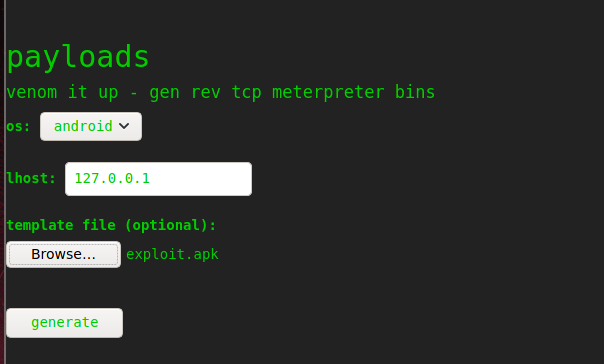 payloads
venom it up - gen rev tcp meterpreter bins
os: android
lhost: 127.0.0.1
template file (optional):
Browse... exploit.apk
generate